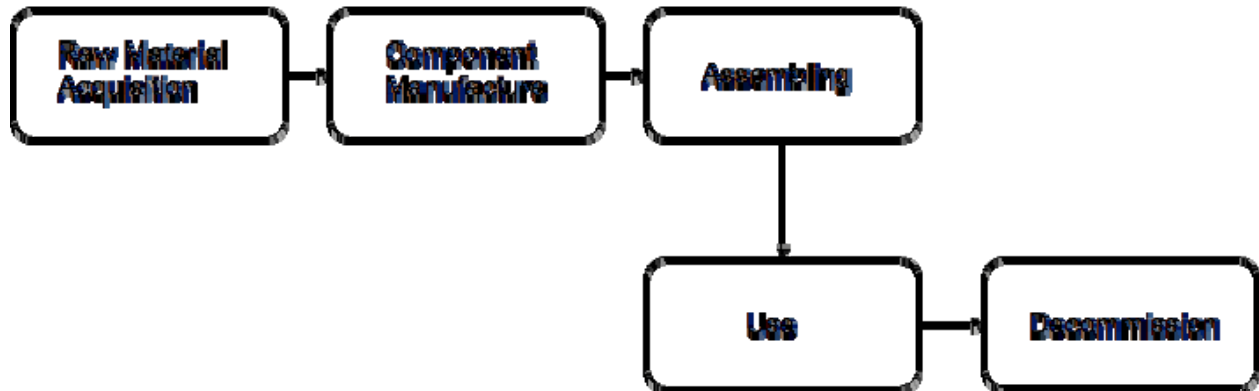 Raw Material
Acquisition
Component
Manufacture
Assembling
Use
Decommission